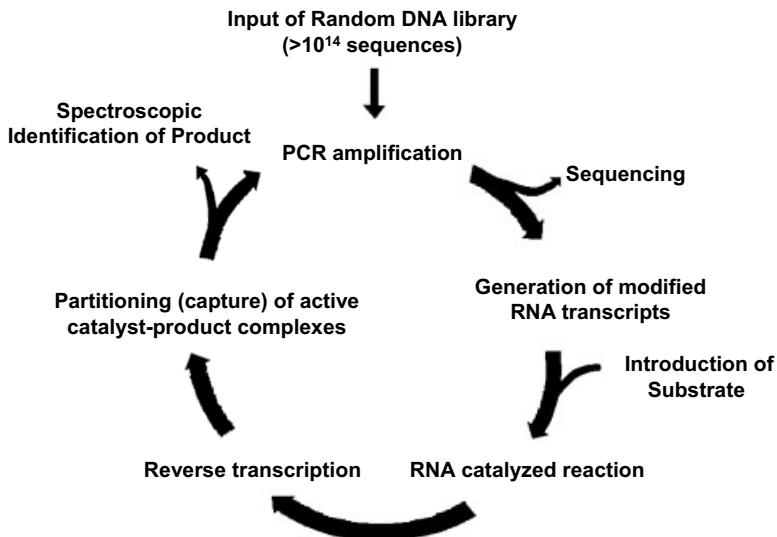 Input of Random DNA library
(>10¹⁴ sequences)
PCR amplification
Sequencing
Generation of modified
RNA transcripts
Introduction of
Substrate
RNA catalyzed reaction
Reverse transcription
Partitioning (capture) of active
catalyst-product complexes
Spectroscopic
Identification of Product